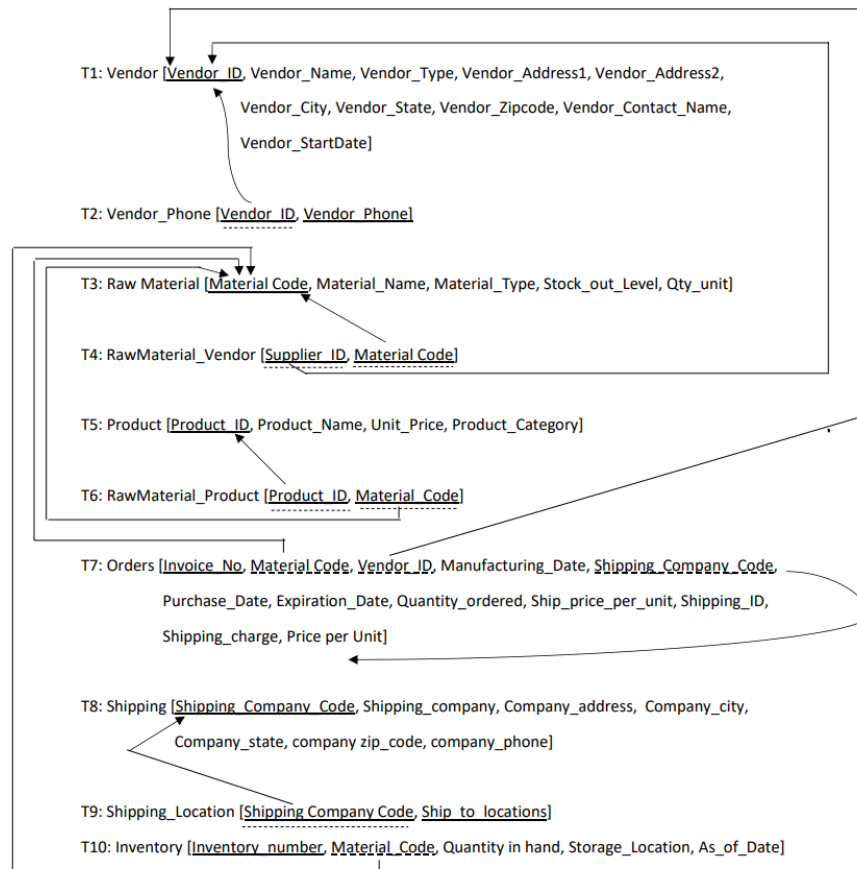 T1: Vendor [Vendor_ID, Vendor_Name, Vendor_Type, Vendor_Address1, Vendor_Address2,
Vendor_City, Vendor_State, Vendor_Zipcode, Vendor_Contact_Name,
Vendor_StartDate]
T2: Vendor_Phone [Vendor_ID, Vendor_Phone]
T3: Raw Material [Material Code, Material_Name, Material_Type, Stock_out_Level, Qty_unit]
T4: RawMaterial_Vendor [Supplier_ID, Material Code]
T5: Product [Product_ID, Product_Name, Unit_Price, Product_Category]
T6: RawMaterial_Product [Product_ID, Material_Code]
T7: Orders [Invoice_No, Material Code, Vendor_ID, Manufacturing_Date, Shipping_Company_Code,
Purchase_Date, Expiration_Date, Quantity_ordered, Ship_price_per_unit, Shipping_ID,
Shipping_charge, Price per Unit]
T8: Shipping [Shipping_Company_Code, Shipping_company, Company_address, Company_city,
Company_state, company zip_code, company_phone]
T9: Shipping_Location [Shipping Company Code, Ship_to_locations]
T10: Inventory [Inventory_number, Material_Code, Quantity in hand, Storage_Location, As_of_Date]